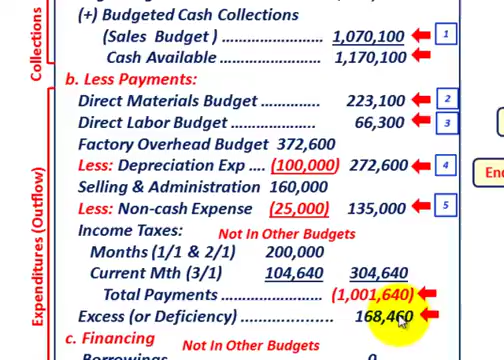 (+) Budgeted Cash Collections
(Sales Budget ) .......................... 1,070,100 1
Cash Available .......................... 1,170,100
b. Less Payments:
Direct Materials Budget .............. 223,100 2
Direct Labor Budget .................... 66,300 3
Factory Overhead Budget 372,600
Less: Depreciation Exp .... (100,000) 272,600 4
Selling & Administration 160,000
Less: Non-cash Expense (25,000) 135,000 5
Income Taxes: Not In Other Budgets
Months (1/1 & 2/1) 200,000
Current Mth (3/1) 104,640 304,640
Total Payments ........................ (1,001,640)
Excess (or Deficiency) ...................... 168,460
c. Financing Not In Other Budgets
Collections
Expenditures (Outflow)